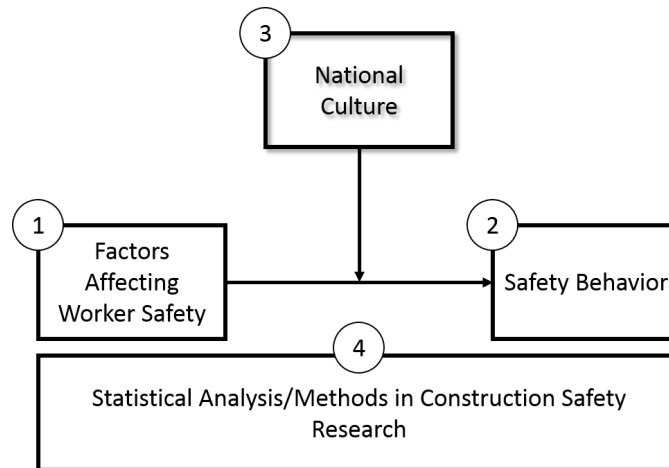 3
National
Culture
1
Factors
Affecting
Worker Safety
2
Safety Behavior
4
Statistical Analysis/Methods in Construction Safety
Research